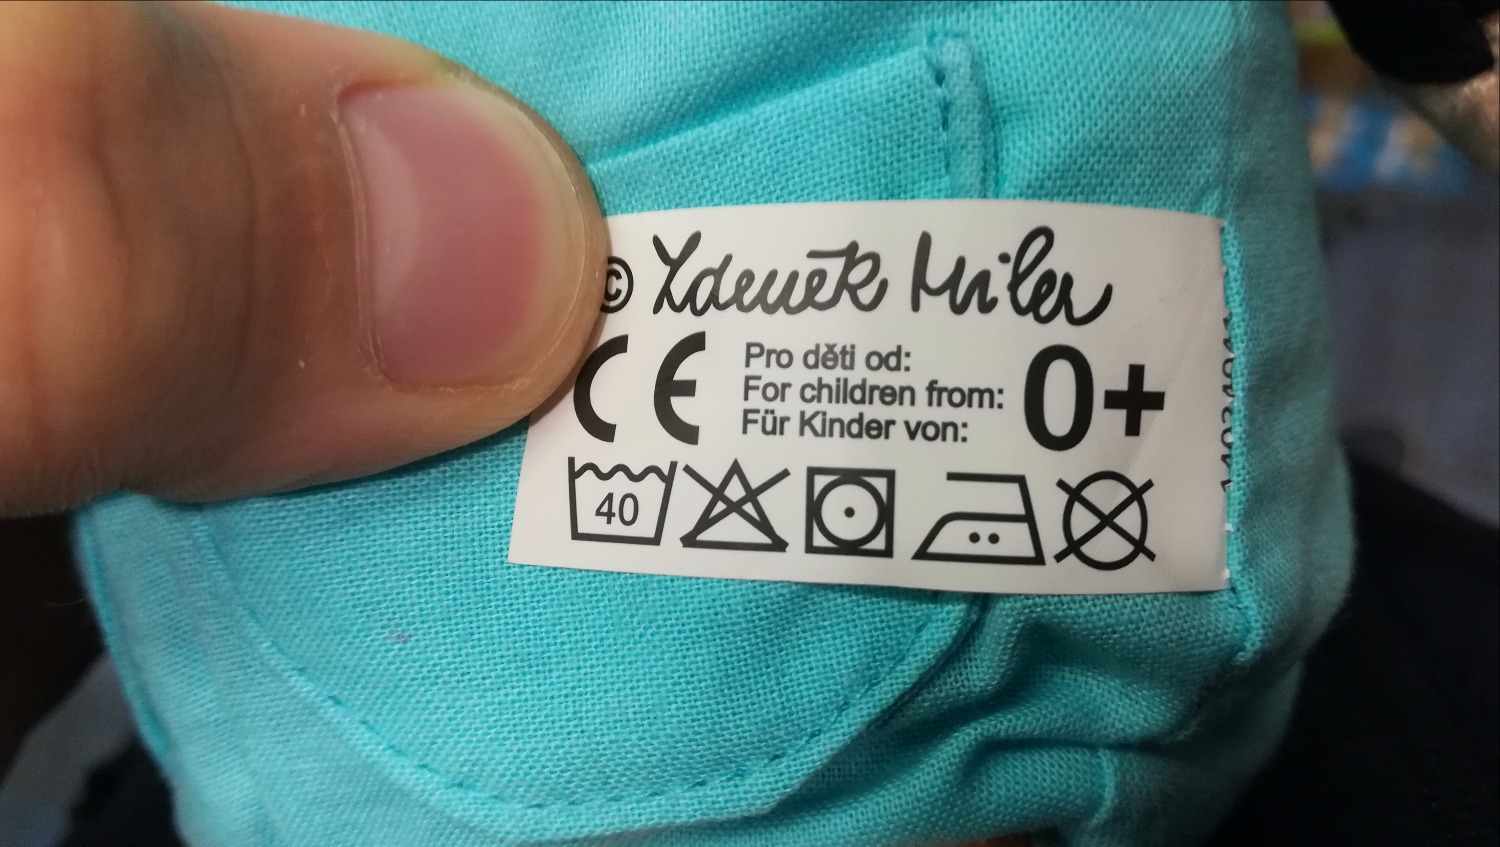 © Zdeněk Miler
CE
Pro děti od:
For children from:
Für Kinder von:
0+
40